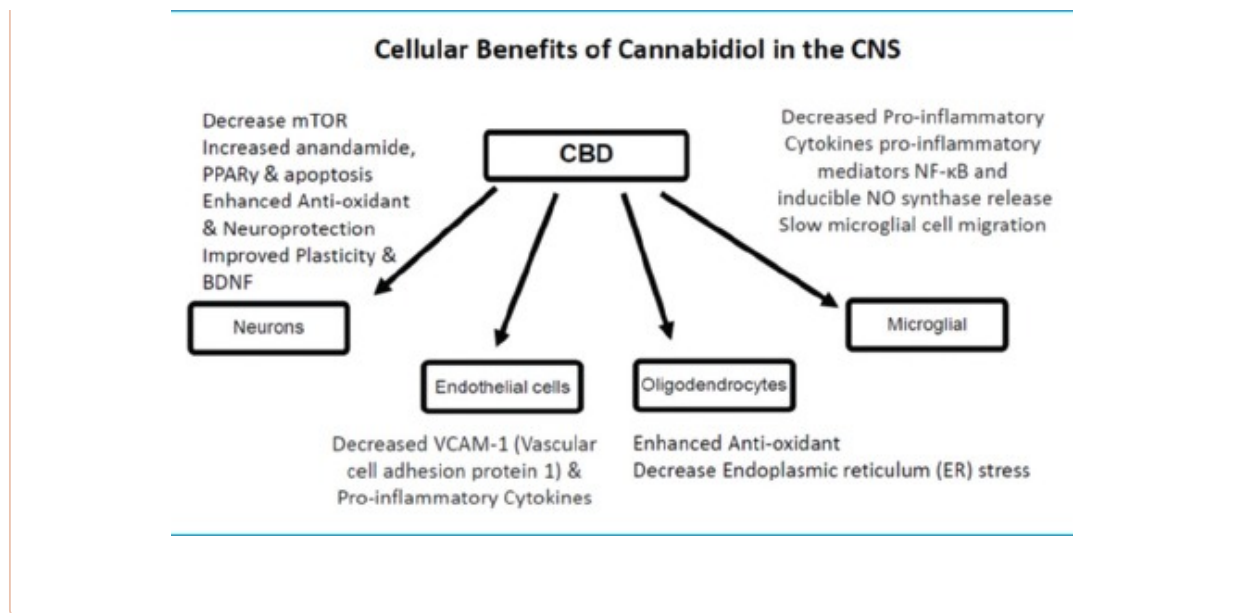 Cellular Benefits of Cannabidiol in the CNS
Decrease mTOR
Increased anandamide,
PPARγ & apoptosis
Enhanced Anti-oxidant
& Neuroprotection
Improved Plasticity &
BDNF
CBD
Decreased Pro-inflammatory
Cytokines pro-inflammatory
mediators NF-κB and
inducible NO synthase release
Slow microglial cell migration
Neurons
Endothelial cells
Oligodendrocytes
Microglial
Decreased VCAM-1 (Vascular
cell adhesion protein 1) &
Pro-inflammatory Cytokines
Enhanced Anti-oxidant
Decrease Endoplasmic reticulum (ER) stress